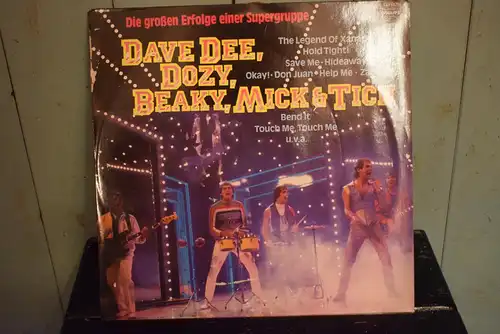 Die großen Erfolge einer Supergruppe
DAVE DEE,
DOZY,
BEAKY, MICK & TICH
The Legend Of Xanadu
Hold Tight!
Save Me · Hideaway
Okay! · Don Juan · Help Me · Zabadak
Bend It
Touch Me, Touch Me
u.v.a.